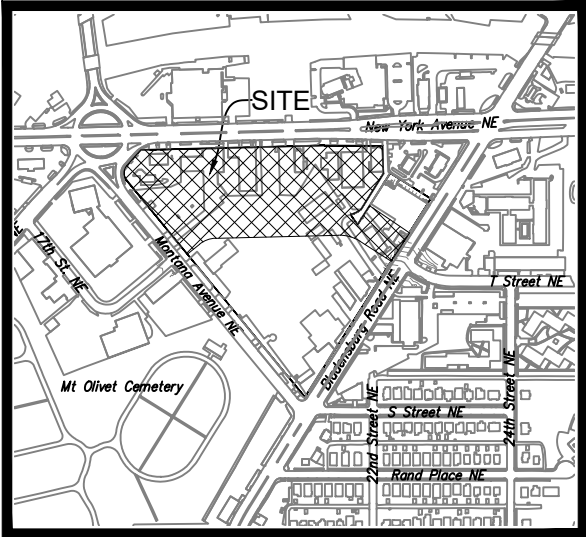 SITE
New York Avenue NE
17th St. NE
Montana Avenue NE
T Street NE
Bladensburg Road NE
Mt Olivet Cemetery
S Street NE
22nd Street NE
24th Street NE
Rand Place NE